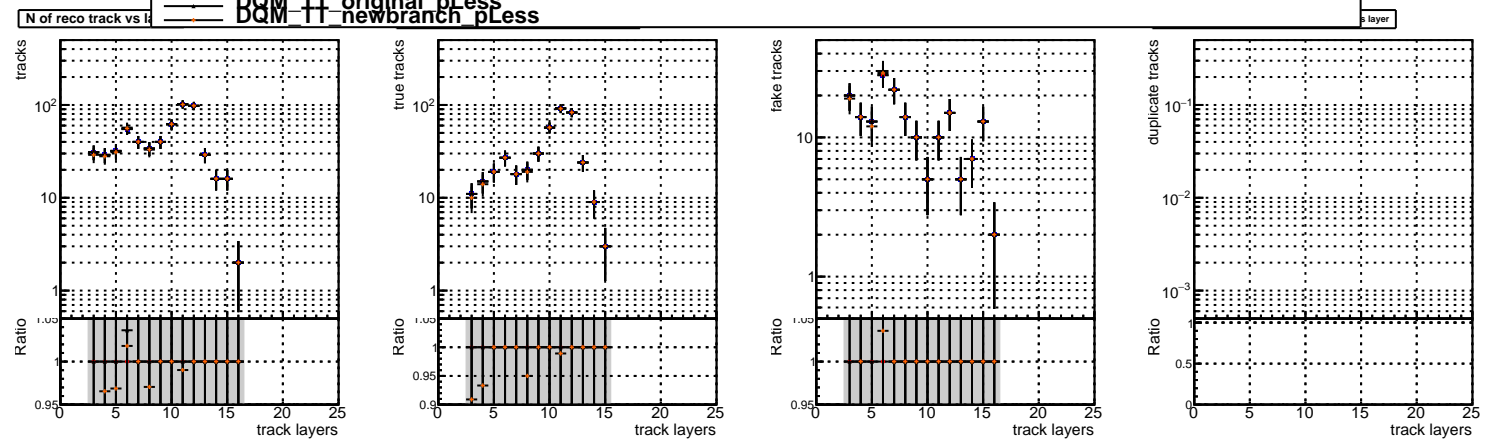 DQM_11_original_pLess
DQM_11_newbranch_pLess
N of reco track vs la
s layer
tracks
10²
10
1
Ratio
1.05
1
0.95
0 5 10 15 20 25
track layers
true tracks
10²
10
1
Ratio
1
0.95
0.9
0 5 10 15 20 25
track layers
fake tracks
10
1
Ratio
1.05
1
0.95
0 5 10 15 20 25
track layers
duplicate tracks
10⁻¹
10⁻²
10⁻³
Ratio
1
0.5
0
0 5 10 15 20 25
track layers